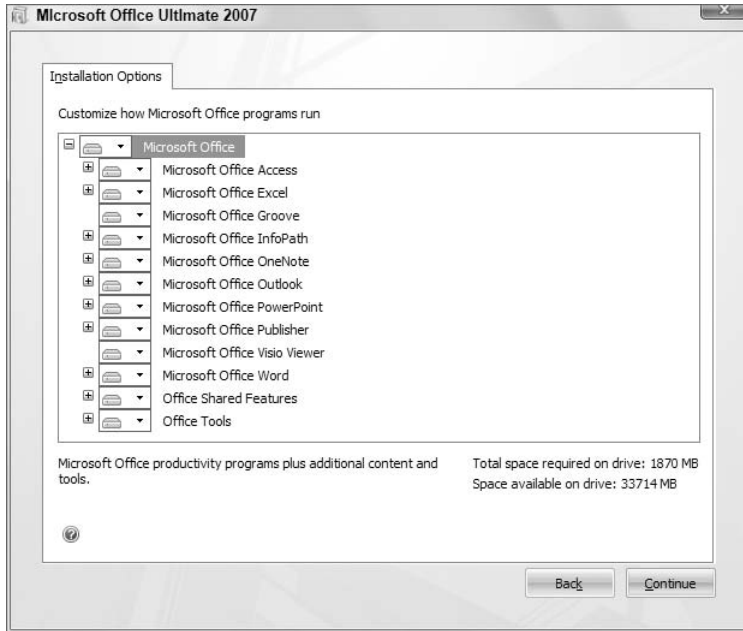 Microsoft Office Ultimate 2007
Installation Options
Customize how Microsoft Office programs run
Microsoft Office
Microsoft Office Access
Microsoft Office Excel
Microsoft Office Groove
Microsoft Office InfoPath
Microsoft Office OneNote
Microsoft Office Outlook
Microsoft Office PowerPoint
Microsoft Office Publisher
Microsoft Office Visio Viewer
Microsoft Office Word
Office Shared Features
Office Tools
Microsoft Office productivity programs plus additional content and
tools.
Total space required on drive: 1870 MB
Space available on drive: 33714 MB
Back
Continue